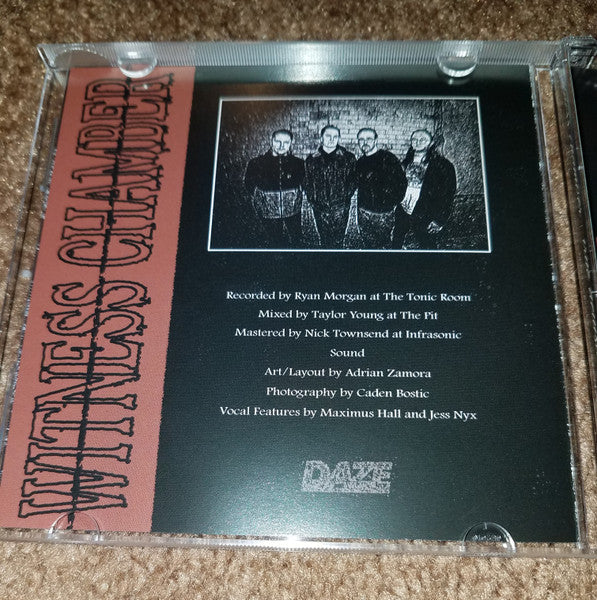 WITNESS CHAMBER
Recorded by Ryan Morgan at The Tonic Room
Mixed by Taylor Young at The Pit
Mastered by Nick Townsend at Infrasonic
Sound
Art/Layout by Adrian Zamora
Photography by Caden Bostic
Vocal Features by Maximus Hall and Jess Nyx
DAZE